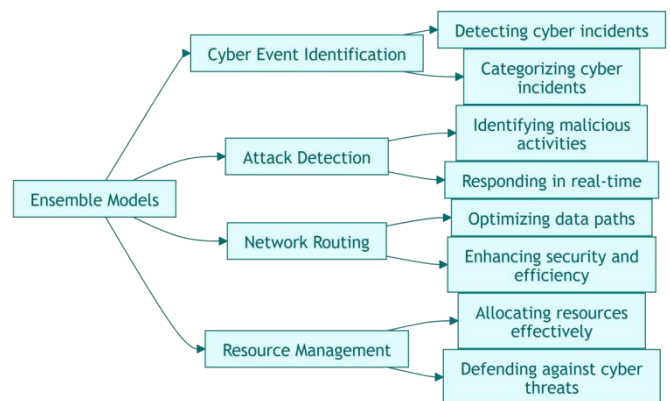 Ensemble Models
Cyber Event Identification
Detecting cyber incidents
Categorizing cyber
incidents
Attack Detection
Identifying malicious
activities
Responding in real-time
Network Routing
Optimizing data paths
Enhancing security and
efficiency
Resource Management
Allocating resources
effectively
Defending against cyber
threats